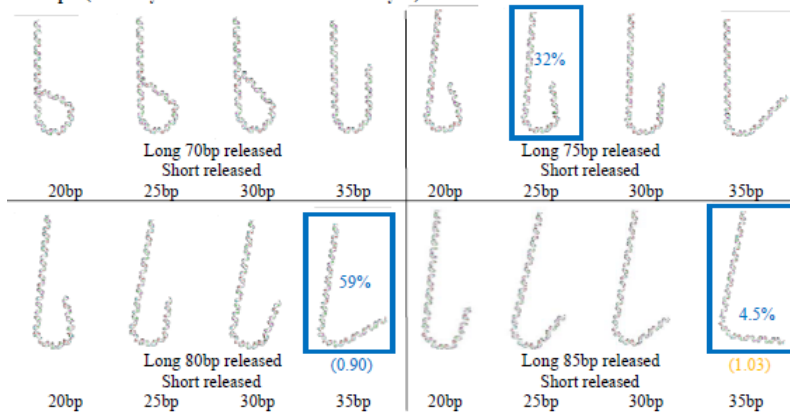 32%
Long 70bp released
Short released
20bp 25bp 30bp 35bp
Long 75bp released
Short released
20bp 25bp 30bp 35bp
59%
Long 80bp released
(0.90)
Short released
20bp 25bp 30bp 35bp
4.5%
Long 85bp released
(1.03)
Short released
20bp 25bp 30bp 35bp